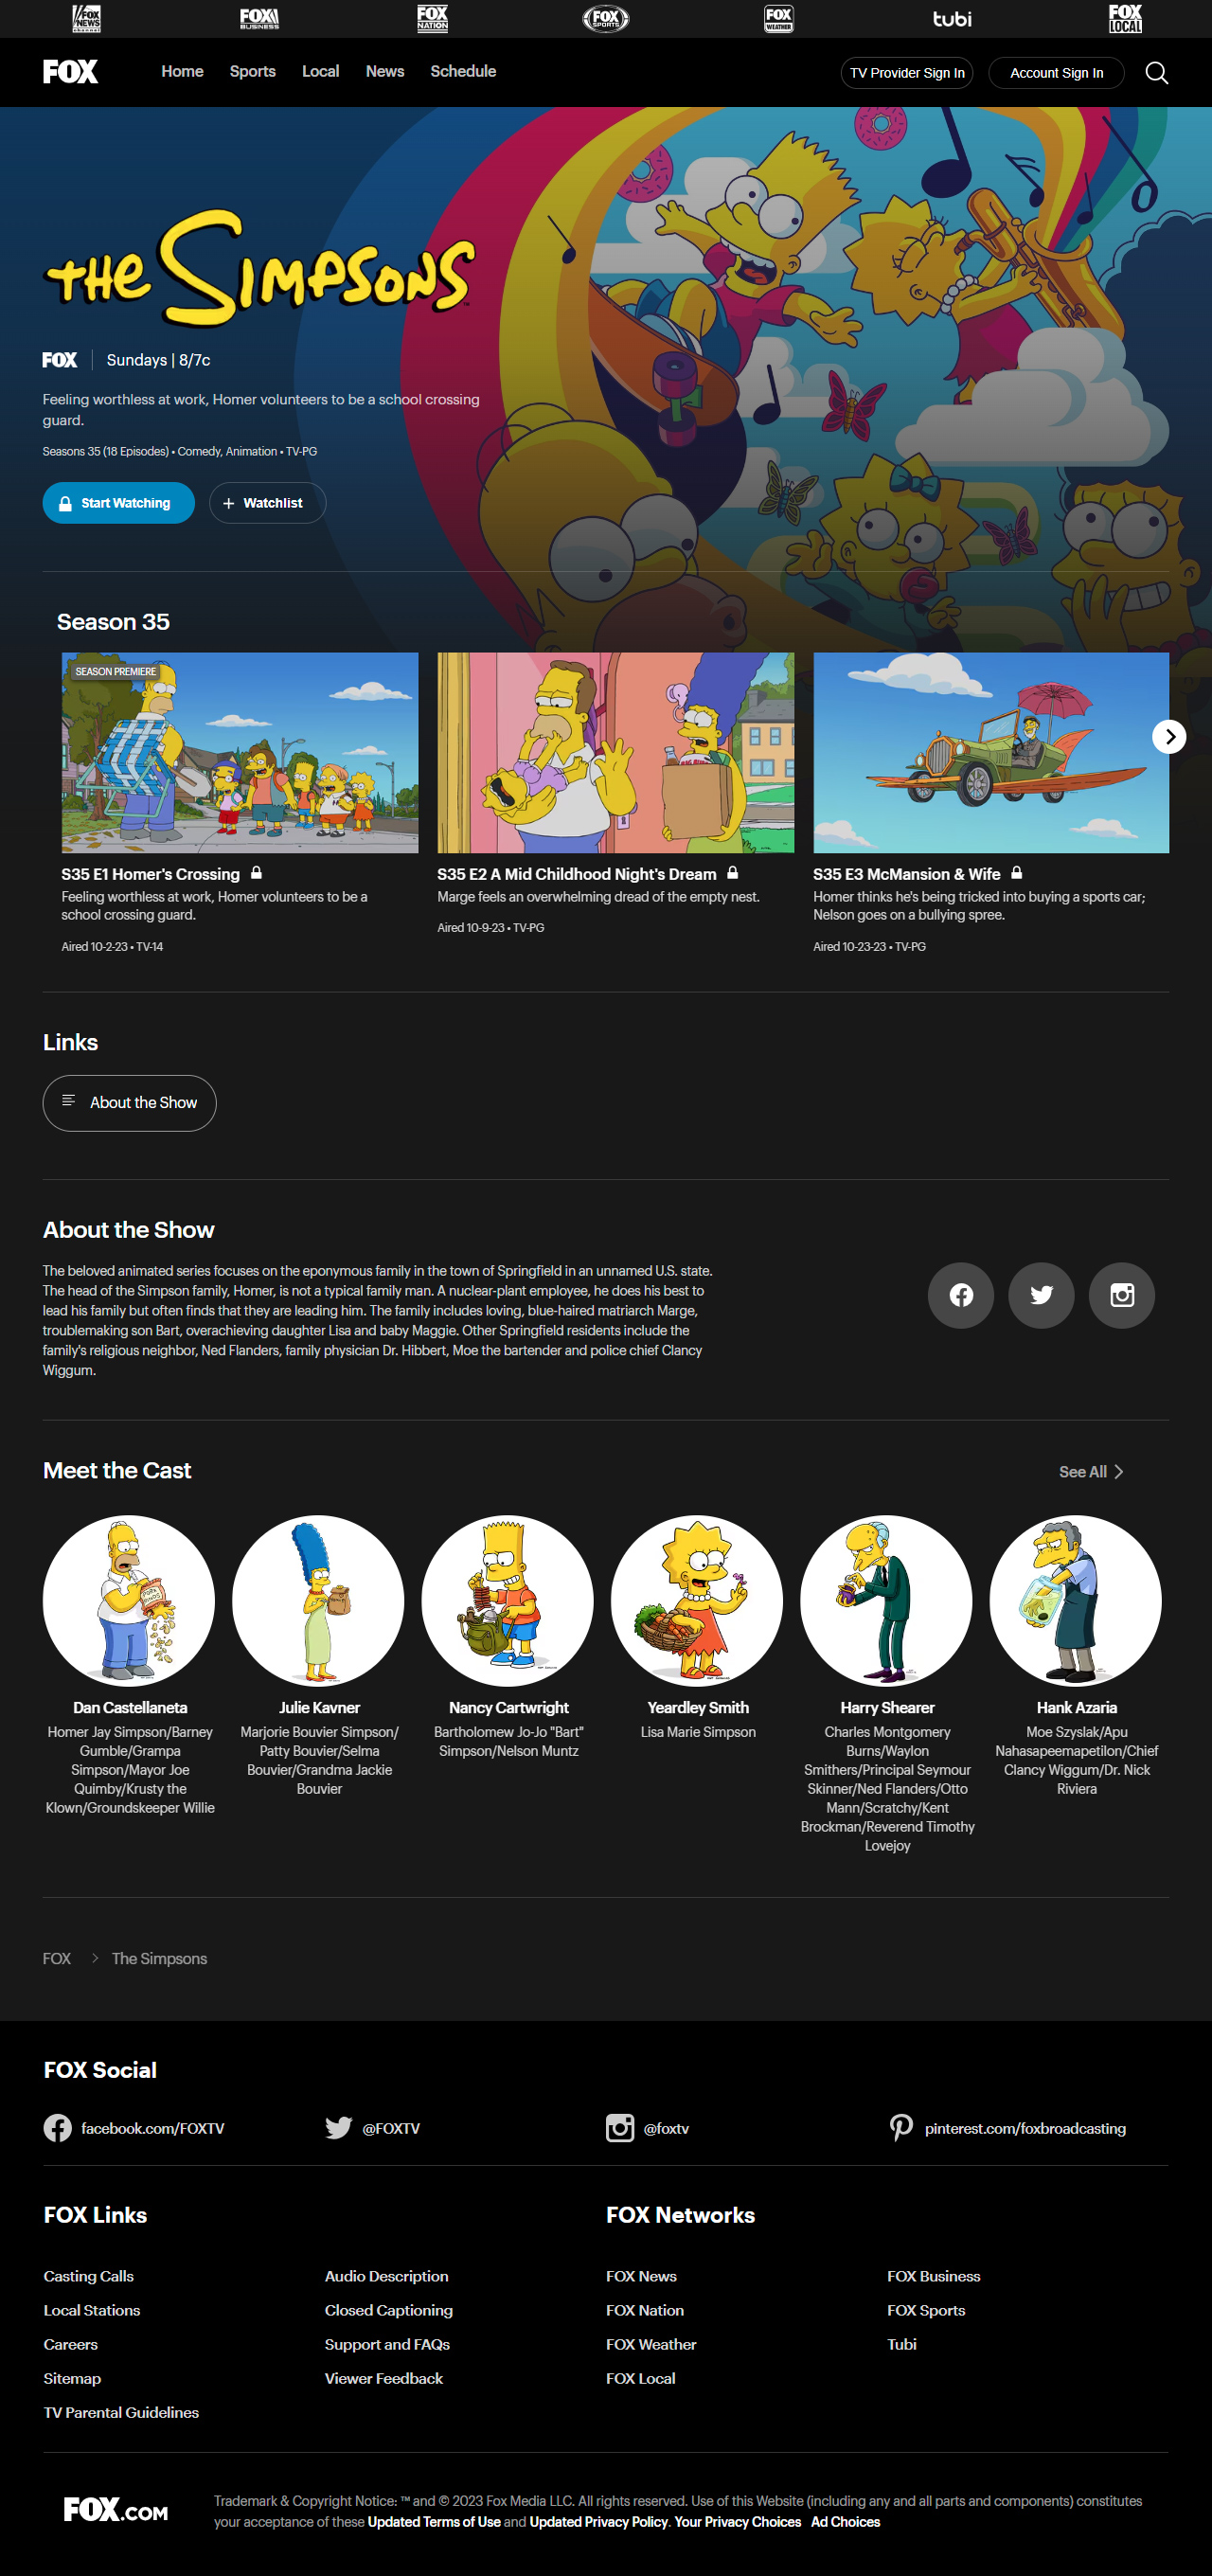 FOX NEWS channel
FOX BUSINESS
FOX NATION
FOX SPORTS
FOX WEATHER
tubi
FOX LOCAL
FOX
Home
Sports
Local
News
Schedule
TV Provider Sign In
Account Sign In
THE SIMPSONS
FOX
Sundays | 8/7c
Feeling worthless at work, Homer volunteers to be a school crossing
guard.
Seasons 35 (18 Episodes) • Comedy, Animation • TV-PG
Start Watching
+ Watchlist
Season 35
SEASON PREMIERE
S35 E1 Homer's Crossing
Feeling worthless at work, Homer volunteers to be a
school crossing guard.
Aired 10-2-23 • TV-14
S35 E2 A Mid Childhood Night's Dream
Marge feels an overwhelming dread of the empty nest.
Aired 10-9-23 • TV-PG
S35 E3 McMansion & Wife
Homer thinks he's being tricked into buying a sports car;
Nelson goes on a bullying spree.
Aired 10-23-23 • TV-PG
Links
About the Show
About the Show
The beloved animated series focuses on the eponymous family in the town of Springfield in an unnamed U.S. state.
The head of the Simpson family, Homer, is not a typical family man. A nuclear-plant employee, he does his best to
lead his family but often finds that they are leading him. The family includes loving, blue-haired matriarch Marge,
troublemaking son Bart, overachieving daughter Lisa and baby Maggie. Other Springfield residents include the
family's religious neighbor, Ned Flanders, family physician Dr. Hibbert, Moe the bartender and police chief Clancy
Wiggum.
Meet the Cast
See All
Dan Castellaneta
Homer Jay Simpson/Barney
Gumble/Grampa
Simpson/Mayor Joe
Quimby/Krusty the
Klown/Groundskeeper Willie
Julie Kavner
Marjorie Bouvier Simpson/
Patty Bouvier/Selma
Bouvier/Grandma Jackie
Bouvier
Nancy Cartwright
Bartholomew Jo-Jo "Bart"
Simpson/Nelson Muntz
Yeardley Smith
Lisa Marie Simpson
Harry Shearer
Charles Montgomery
Burns/Waylon
Smithers/Principal Seymour
Skinner/Ned Flanders/Otto
Mann/Scratchy/Kent
Brockman/Reverend Timothy
Lovejoy
Hank Azaria
Moe Szyslak/Apu
Nahasapeemapetilon/Chief
Clancy Wiggum/Dr. Nick
Riviera
FOX
The Simpsons
FOX Social
facebook.com/FOXTV
@FOXTV
@foxtv
pinterest.com/foxbroadcasting
FOX Links
Casting Calls
Local Stations
Careers
Sitemap
TV Parental Guidelines
Audio Description
Closed Captioning
Support and FAQs
Viewer Feedback
FOX Networks
FOX News
FOX Nation
FOX Weather
FOX Local
FOX Business
FOX Sports
Tubi
FOX.COM
Trademark & Copyright Notice: ™ and © 2023 Fox Media LLC. All rights reserved. Use of this Website (including any and all parts and components) constitutes
your acceptance of these Updated Terms of Use and Updated Privacy Policy. Your Privacy Choices Ad Choices